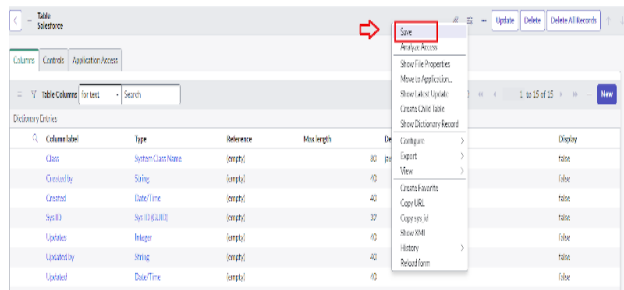 Table
Salesforce
Update Delete Delete All Records
Save
Analyze Access
Show File Properties
Move to Application...
Show Latest Update
Create Child Table
Show Dictionary Record
Configure
Export
View
Create Favorite
Copy URL
Copy sys_id
Show XML
History
Reload form
Columns Controls Application Access
Table Columns for text Search 1 to 15 of 15 New
Dictionary Entries
Column label Type Reference Max length De Display
Class System Class Name (empty) 80 false
Created by String (empty) 40 false
Created Date/Time (empty) 40 false
Sys ID Sys ID (GUID) (empty) 32 false
Updates Integer (empty) 40 false
Updated by String (empty) 40 false
Updated Date/Time (empty) 40 false